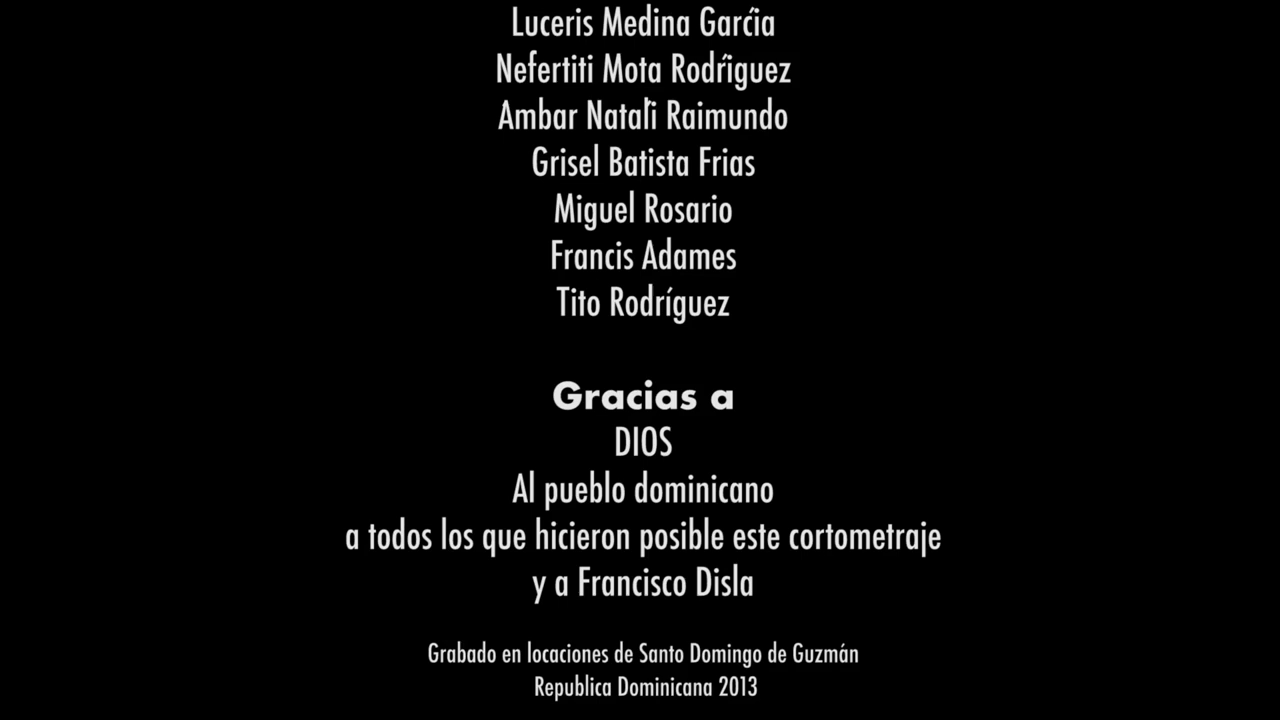 Luceris Medina García
Nefertiti Mota Rodríguez
Ambar Natalí Raimundo
Grisel Batista Frias
Miguel Rosario
Francis Adames
Tito Rodríguez
Gracias a
DIOS
Al pueblo dominicano
a todos los que hicieron posible este cortometraje
y a Francisco Disla
Grabado en locaciones de Santo Domingo de Guzmán
Republica Dominicana 2013